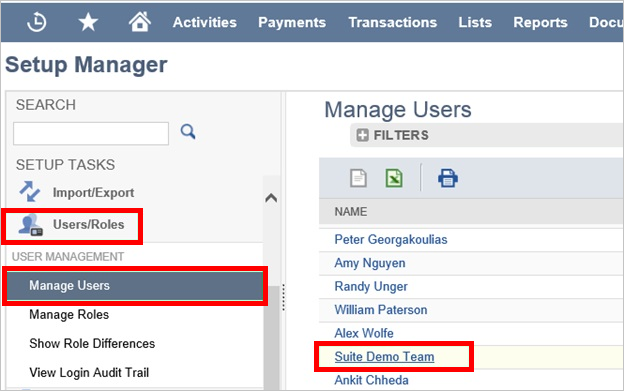 Activities Payments Transactions Lists Reports Docu
Setup Manager
SEARCH
SETUP TASKS
Import/Export
Users/Roles
USER MANAGEMENT
Manage Users
Manage Roles
Show Role Differences
View Login Audit Trail
Manage Users
FILTERS
NAME
Peter Georgakoulias
Amy Nguyen
Randy Unger
William Paterson
Alex Wolfe
Suite Demo Team
Ankit Chheda